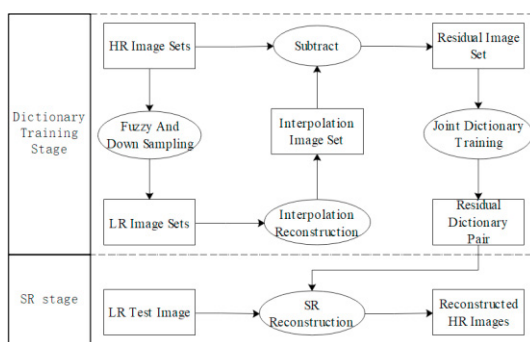 HR Image Sets
Subtract
Residual Image
Set
Dictionary
Training
Stage
Fuzzy And
Down Sampling
Interpolation
Image Set
Joint Dictionary
Training
LR Image Sets
Interpolation
Reconstruction
Residual
Dictionary
Pair
SR stage
LR Test Image
SR
Reconstruction
Reconstructed
HR Images